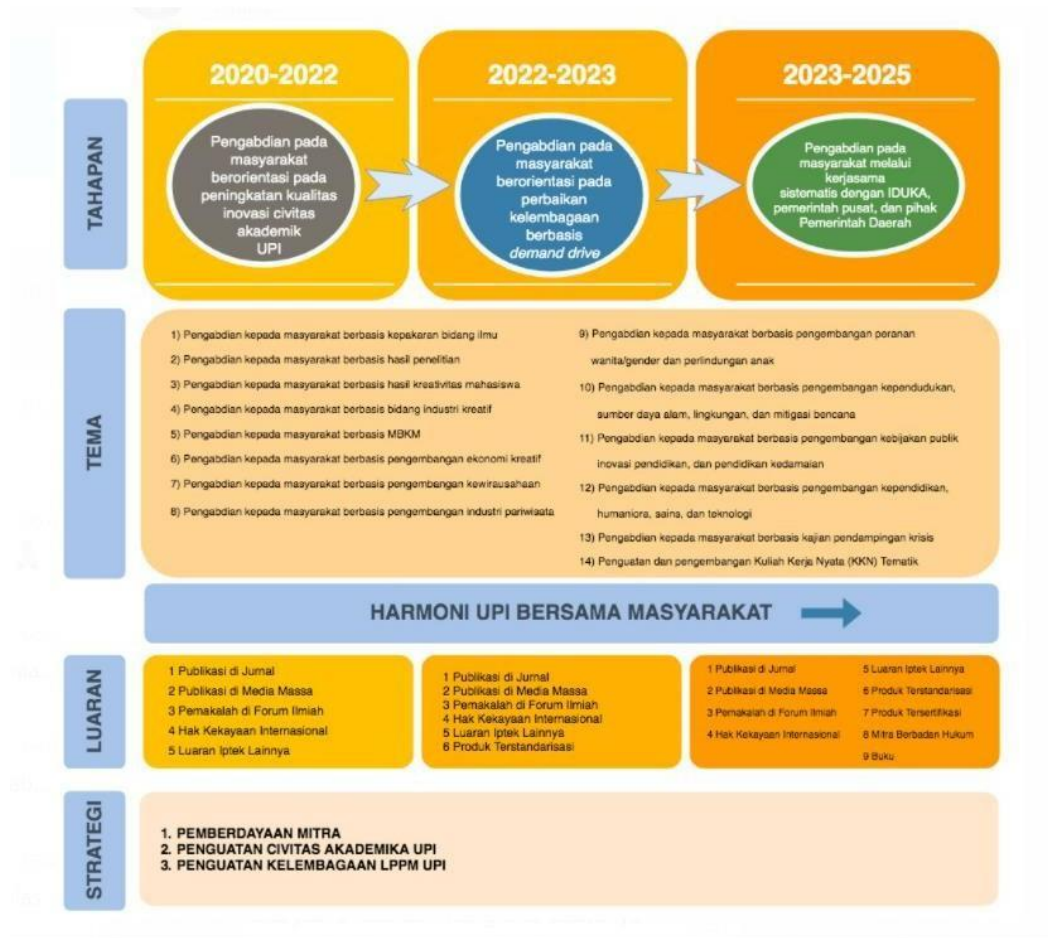 2020-2022
2022-2023
2023-2025
TAHAPAN
Pengabdian pada
masyarakat
berorientasi pada
peningkatan kualitas
inovasi civitas
akademik
UPI
Pengabdian pada
masyarakat
berorientasi pada
perbaikan
kelembagaan
berbasis
demand drive
Pengabdian pada
masyarakat melalui
kerjasama
sistematis dengan IDUKA,
pemerintah pusat, dan pihak
Pemerintah Daerah
TEMA
1) Pengabdian kepada masyarakat berbasis kepakaran bidang ilmu
2) Pengabdian kepada masyarakat berbasis hasil penelitian
3) Pengabdian kepada masyarakat berbasis hasil kreativitas mahasiswa
4) Pengabdian kepada masyarakat berbasis bidang industri kreatif
5) Pengabdian kepada masyarakat berbasis MBKM
6) Pengabdian kepada masyarakat berbasis pengembangan ekonomi kreatif
7) Pengabdian kepada masyarakat berbasis pengembangan kewirausahaan
8) Pengabdian kepada masyarakat berbasis pengembangan industri pariwisata
9) Pengabdian kepada masyarakat berbasis pengembangan peranan
wanita/gender dan perlindungan anak
10) Pengabdian kepada masyarakat berbasis pengembangan kependudukan,
sumber daya alam, lingkungan, dan mitigasi bencana
11) Pengabdian kepada masyarakat berbasis pengembangan kebijakan publik
inovasi pendidikan, dan pendidikan kedamaian
12) Pengabdian kepada masyarakat berbasis pengembangan kependidikan,
humaniora, sains, dan teknologi
13) Pengabdian kepada masyarakat berbasis kajian pendampingan krisis
14) Penguatan dan pengembangan Kuliah Kerja Nyata (KKN) Tematik
HARMONI UPI BERSAMA MASYARAKAT
LUARAN
1 Publikasi di Jurnal
2 Publikasi di Media Massa
3 Pemakalah di Forum Ilmiah
4 Hak Kekayaan Internasional
5 Luaran Iptek Lainnya
1 Publikasi di Jurnal
2 Publikasi di Media Massa
3 Pemakalah di Forum Ilmiah
4 Hak Kekayaan Internasional
5 Luaran Iptek Lainnya
6 Produk Terstandarisasi
1 Publikasi di Jurnal
2 Publikasi di Media Massa
3 Pemakalah di Forum Ilmiah
4 Hak Kekayaan Internasional
5 Luaran Iptek Lainnya
6 Produk Terstandarisasi
7 Produk Tersertifikasi
8 Mitra Berbadan Hukum
9 Buku
STRATEGI
1. PEMBERDAYAAN MITRA
2. PENGUATAN CIVITAS AKADEMIKA UPI
3. PENGUATAN KELEMBAGAAN LPPM UPI